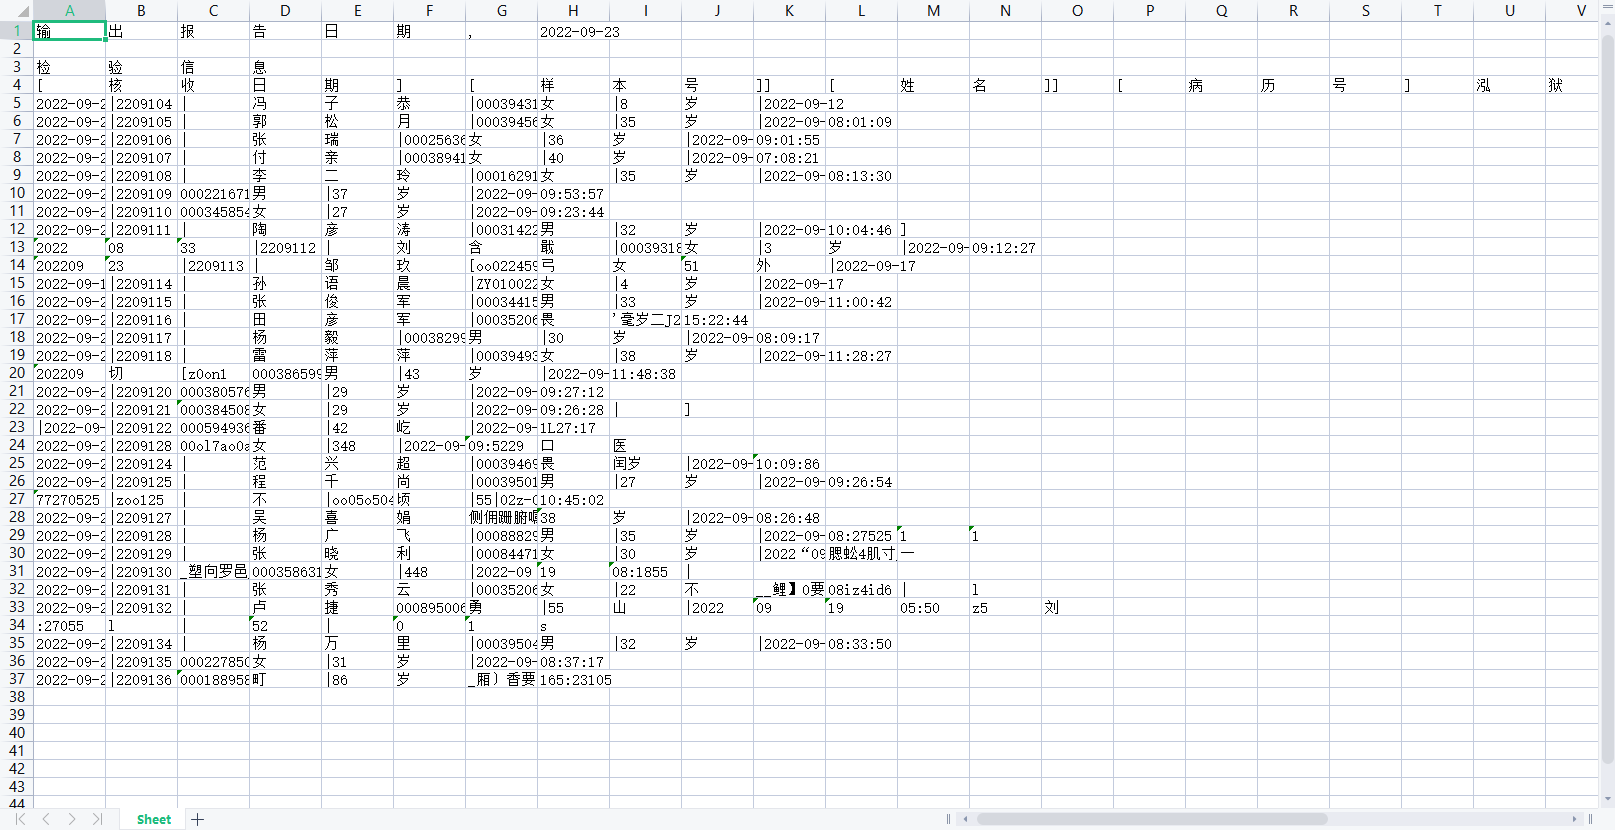 A B C D E F G H I J K L M N O P Q R S T U V
1 输 出 报 告 日 期 , 2022-09-23
2
3 检 验 信 息
4 [ 核 收 日 期 ] [ 样 本 号 ]] [ 姓 名 ]] [ 病 历 号 ] 泓 狱
5 2022-09-2 |2209104 | 冯 子 恭 |00039431 女 |8 岁 |2022-09-12
6 2022-09-2 |2209105 | 郭 松 月 |00039456 女 |35 岁 |2022-09- 08:01:09
7 2022-09-2 |2209106 | 张 瑞 |00025636 女 |36 岁 |2022-09- 09:01:55
8 2022-09-2 |2209107 | 付 亲 |00038941 女 |40 岁 |2022-09- 07:08:21
9 2022-09-2 |2209108 | 李 二 玲 |00016291 女 |35 岁 |2022-09- 08:13:30
10 2022-09-2 |2209109 000221671 男 |37 岁 |2022-09- 09:53:57
11 2022-09-2 |2209110 000345854 女 |27 岁 |2022-09- 09:23:44
12 2022-09-2 |2209111 | 陶 彦 涛 |00031422 男 |32 岁 |2022-09- 10:04:46 ]
13 2022 08 33 |2209112 | 刘 含 戢 |00039318 女 |3 岁 |2022-09- 09:12:27
14 202209 23 |2209113 | 邹 玫 [oo022459 弓 女 51 外 |2022-09-17
15 2022-09-1 |2209114 | 孙 语 晨 |ZY010022 女 |4 岁 |2022-09-17
16 2022-09-2 |2209115 | 张 俊 军 |00034415 男 |33 岁 |2022-09- 11:00:42
17 2022-09-2 |2209116 | 田 彦 军 |00035206 畏 '毫岁二J2 15:22:44
18 2022-09-2 |2209117 | 杨 毅 |00038299 男 |30 岁 |2022-09- 08:09:17
19 2022-09-2 |2209118 | 雷 萍 萍 |00039493 女 |38 岁 |2022-09- 11:28:27
20 202209 切 [z0on1 000386599 男 |43 岁 |2022-09- 11:48:38
21 2022-09-2 |2209120 000380576 男 |29 岁 |2022-09- 09:27:12
22 2022-09-2 |2209121 000384508 女 |29 岁 |2022-09- 09:26:28 | ]
23 |2022-09- |2209122 000594936 番 |42 屹 |2022-09- 1L27:17
24 2022-09-2 |2209128 00ol7ao0a 女 |348 |2022-09- 09:5229 口 医
25 2022-09-2 |2209124 | 范 兴 超 |00039469 畏 闰岁 |2022-09- 10:09:86
26 2022-09-2 |2209125 | 程 千 尚 |00039501 男 |27 岁 |2022-09- 09:26:54
27 77270525 |zoo125 | 不 |oo05o504 顷 |55|02z-0 10:45:02
28 2022-09-2 |2209127 | 吴 喜 娟 侧佣跚腑 38 岁 |2022-09- 08:26:48
29 2022-09-2 |2209128 | 杨 广 飞 |00088829 男 |35 岁 |2022-09- 08:27525 1 1
30 2022-09-2 |2209129 | 张 晓 利 |00084471 女 |30 岁 |2022“09 腮蚣4肌寸 一
31 2022-09-2 |2209130 _塑向罗邑 000358631 女 |448 |2022-09 19 08:1855 |
32 2022-09-2 |2209131 | 张 秀 云 |00035206 女 |22 不 __鲤】0要 08iz4id6 | l
33 2022-09-2 |2209132 | 卢 捷 000895006 勇 |55 山 |2022 09 19 05:50 z5 刘
34 :27055 l | 52 | 0 1 s
35 2022-09-2 |2209134 | 杨 万 里 |00039504 男 |32 岁 |2022-09- 08:33:50
36 2022-09-2 |2209135 000227850 女 |31 岁 |2022-09- 08:37:17
37 2022-09-2 |2209136 000188958 町 |86 岁 _厢〕香要 165:23105
38
39
40
41
42
43
44
Sheet